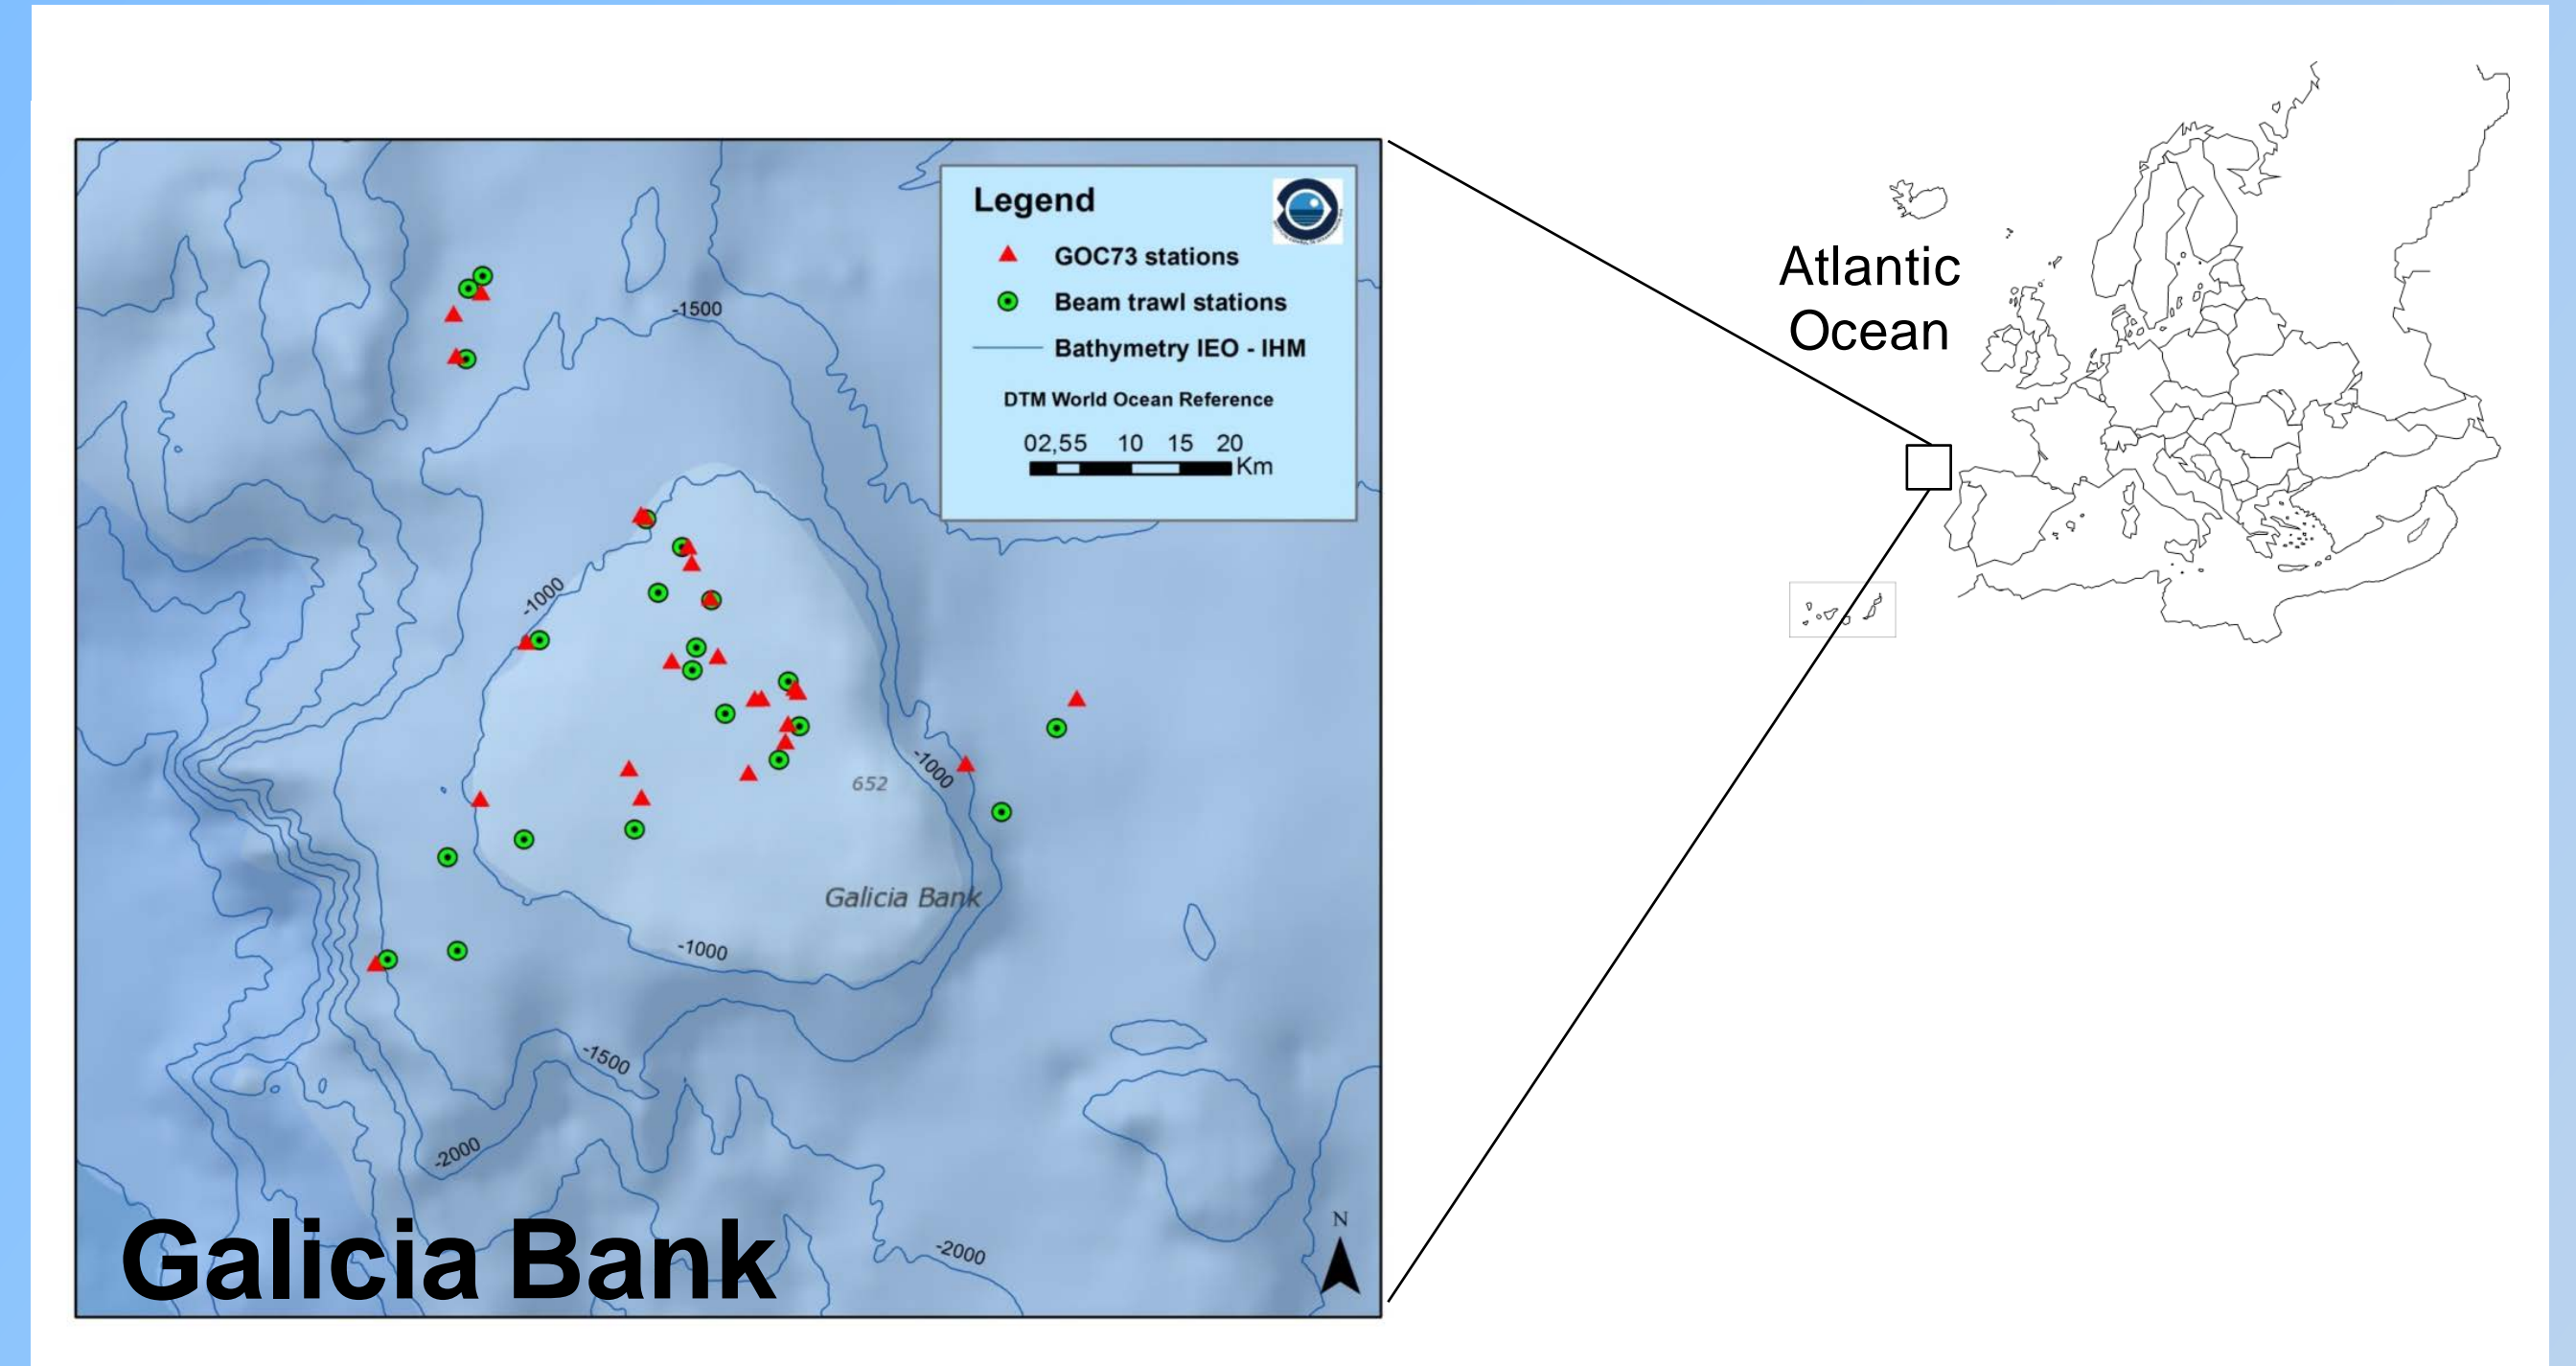 Legend
GOC73 stations
Beam trawl stations
Bathymetry IEO - IHM
DTM World Ocean Reference
02,55 10 15 20
Km
-1500
-1000
-1000
652
Galicia Bank
-1000
-1500
-2000
-2000
N
Galicia Bank
Atlantic
Ocean